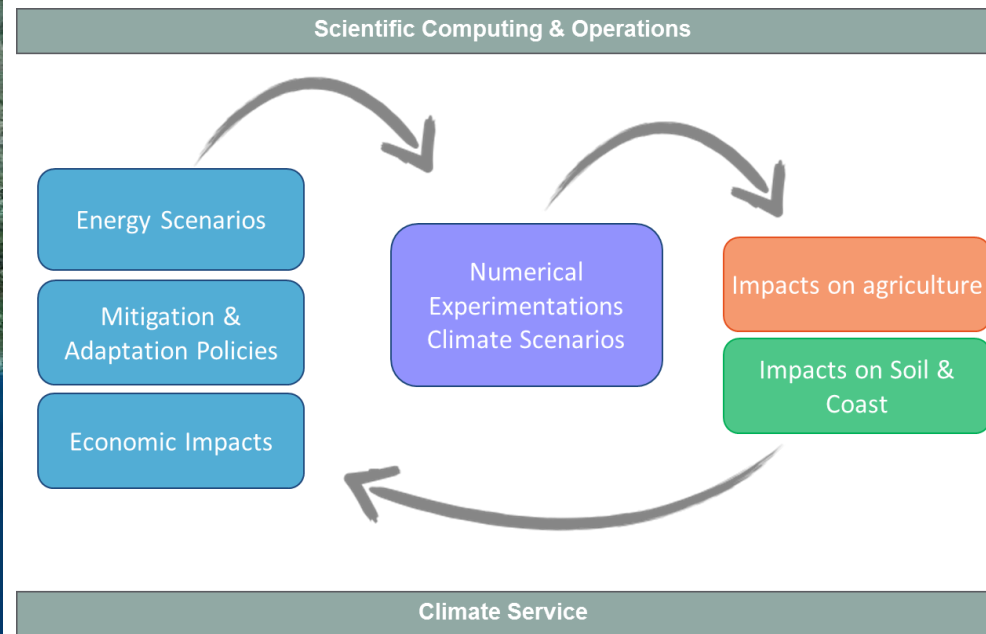 Scientific Computing & Operations
Energy Scenarios
Mitigation &
Adaptation Policies
Economic Impacts
Numerical
Experimentations
Climate Scenarios
Impacts on agriculture
Impacts on Soil &
Coast
Climate Service